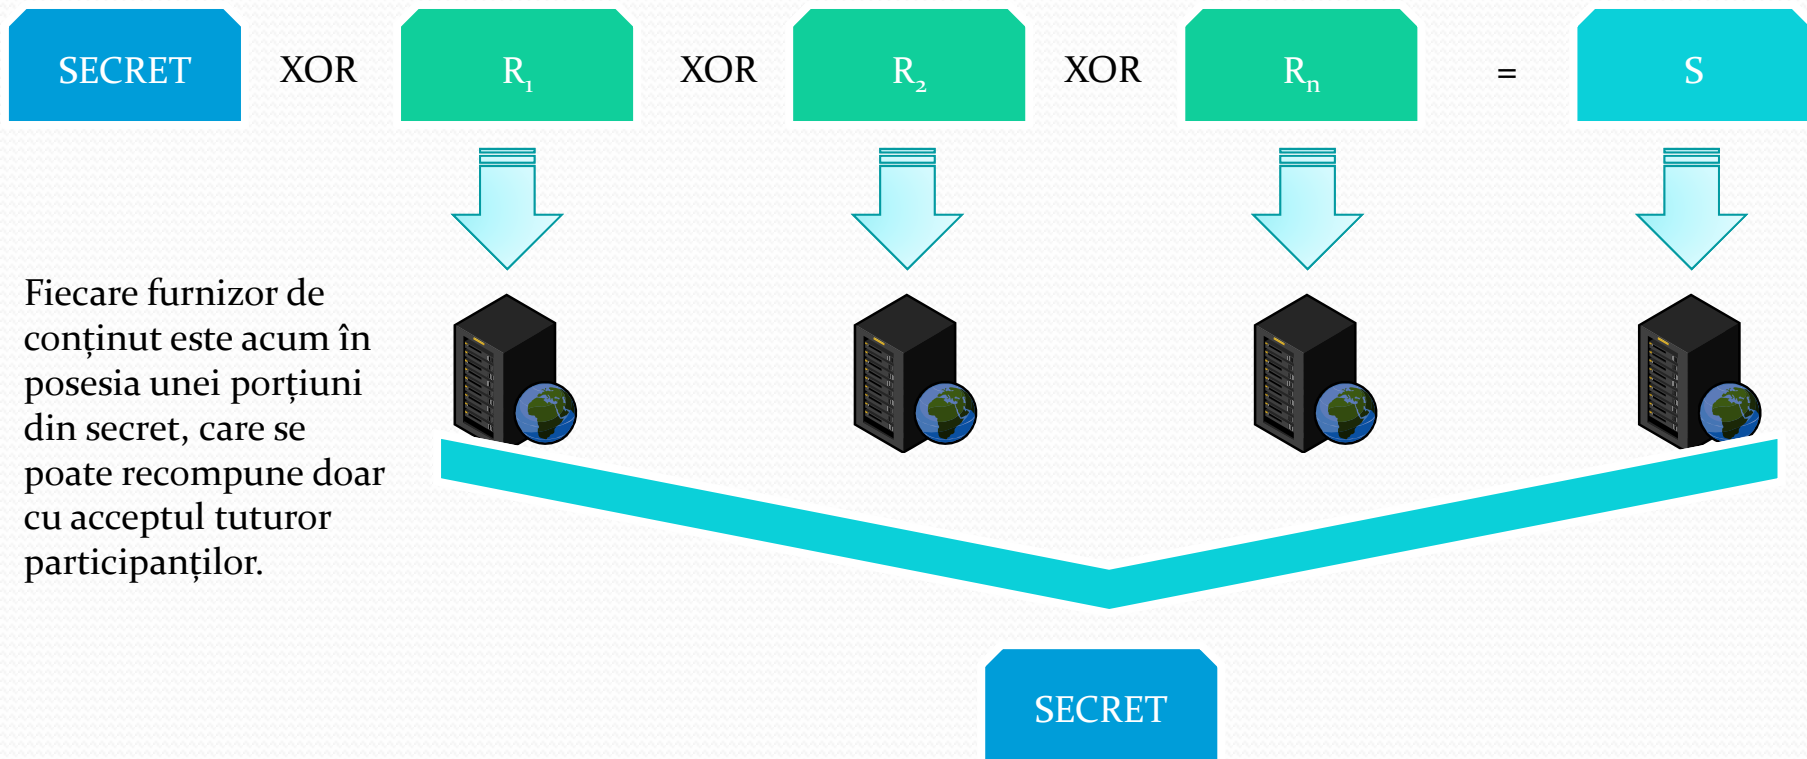 SECRET XOR R₁ XOR R₂ XOR Rₙ = S
Fiecare furnizor de
conținut este acum în
posesia unei porțiuni
din secret, care se
poate recompune doar
cu acceptul tuturor
participanților.
SECRET